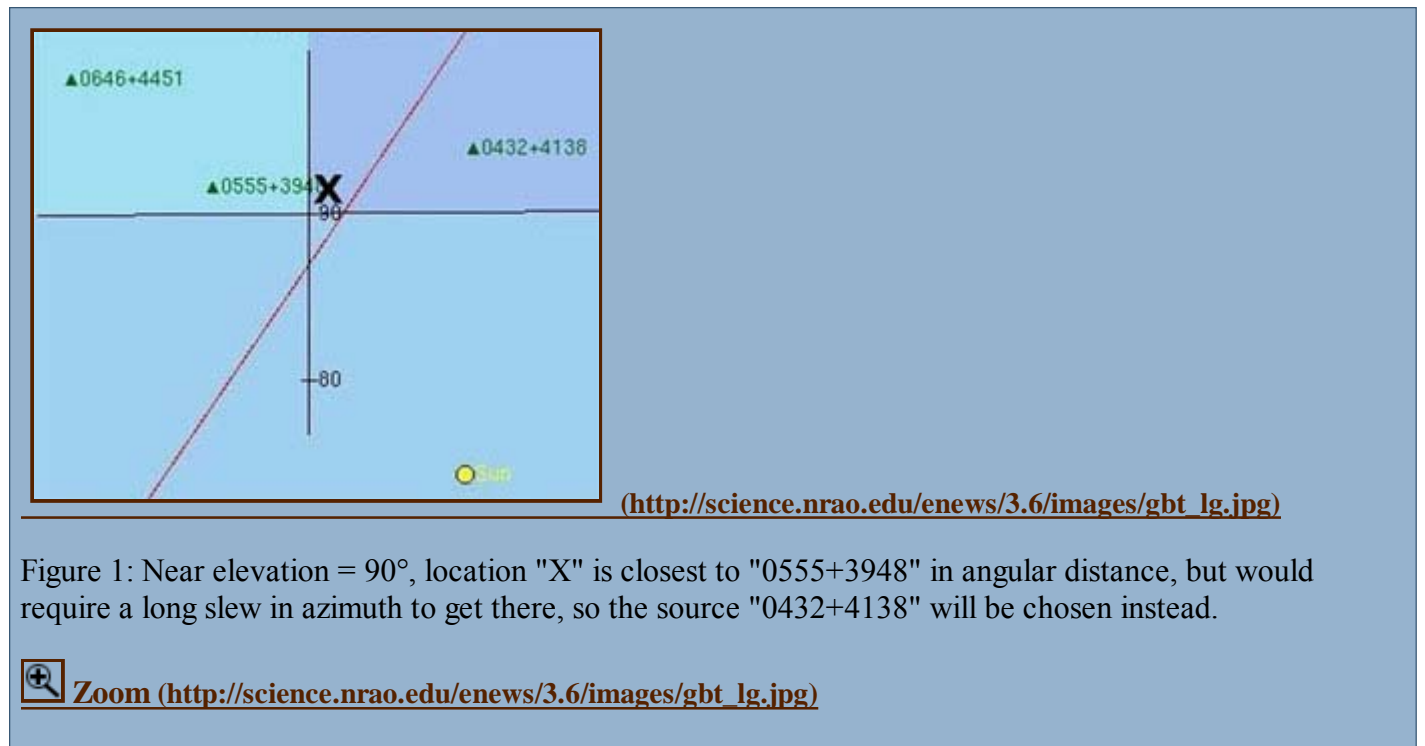 ▲0646+4451
▲0432+4138
▲0555+394 X
90
80
Sun
(http://science.nrao.edu/enews/3.6/images/gbt_lg.jpg)
Figure 1: Near elevation = 90°, location "X" is closest to "0555+3948" in angular distance, but would
require a long slew in azimuth to get there, so the source "0432+4138" will be chosen instead.
Zoom (http://science.nrao.edu/enews/3.6/images/gbt_lg.jpg)